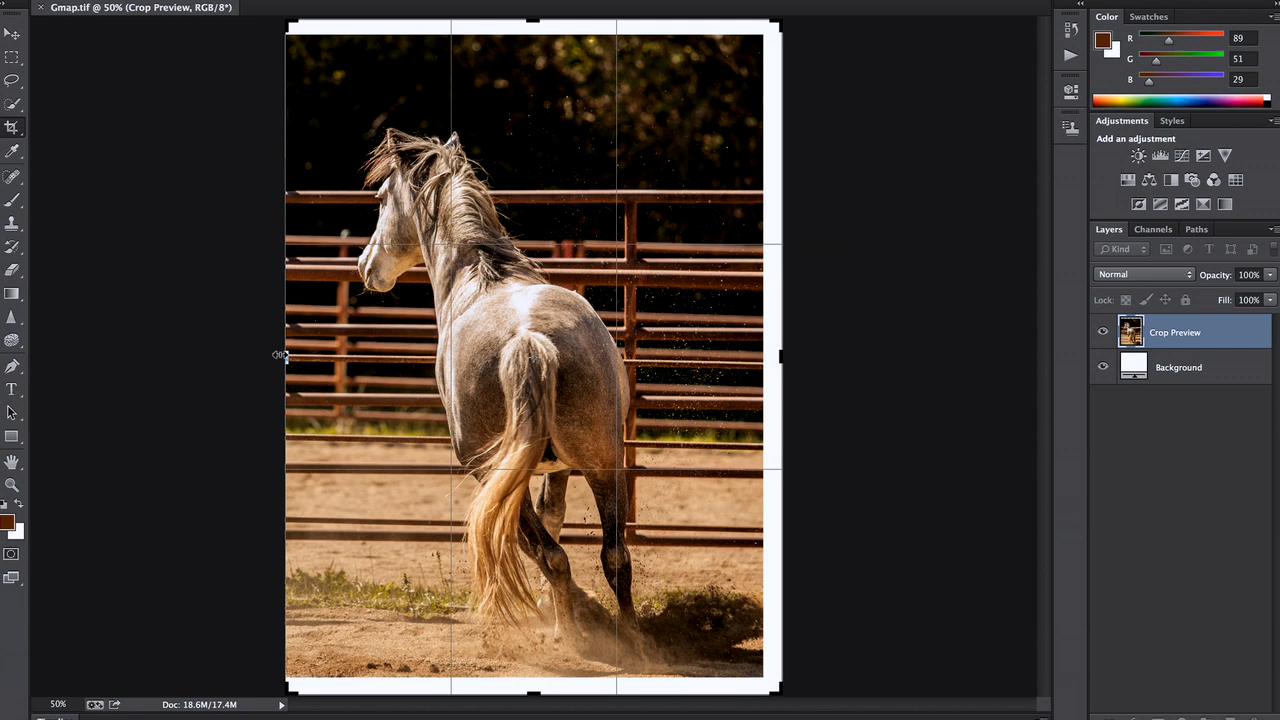 × Gmap.tif @ 50% (Crop Preview, RGB/8*)
Color Swatches
R 89
G 51
B 29
Adjustments Styles
Add an adjustment
Layers Channels Paths
Kind
Normal Opacity: 100%
Lock: Fill: 100%
Crop Preview
Background
T
50% Doc: 18.6M/17.4M